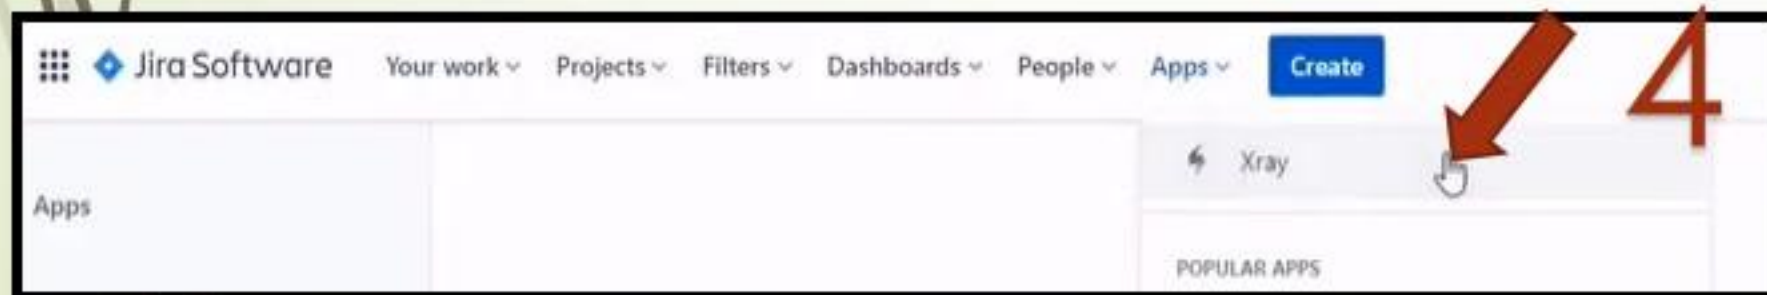 Jira Software Your work Projects Filters Dashboards People Apps Create
4
Xray
Apps
POPULAR APPS